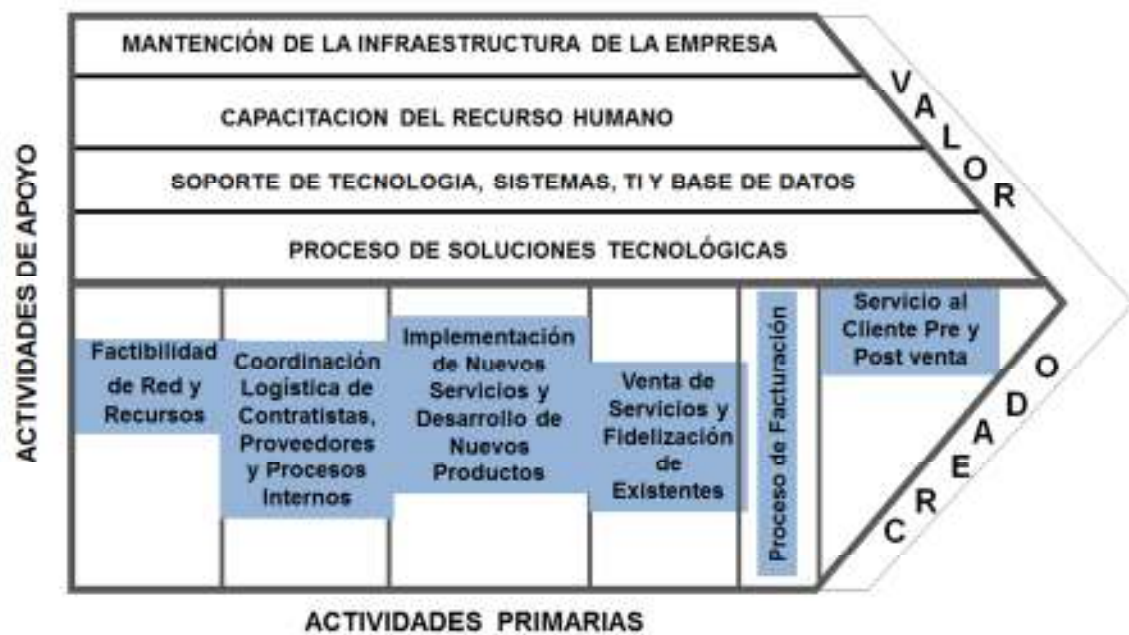 MANTENCIÓN DE LA INFRAESTRUCTURA DE LA EMPRESA
CAPACITACION DEL RECURSO HUMANO
SOPORTE DE TECNOLOGIA, SISTEMAS, TI Y BASE DE DATOS
PROCESO DE SOLUCIONES TECNOLÓGICAS
ACTIVIDADES DE APOYO
VALOR
CREADO
Factibilidad
de Red y
Recursos
Coordinación
Logística de
Contratistas,
Proveedores
y Procesos
Internos
Implementación
de Nuevos
Servicios y
Desarrollo de
Nuevos
Productos
Venta de
Servicios y
Fidelización
de
Existentes
Proceso de Facturación
Servicio al
Cliente Pre y
Post venta
ACTIVIDADES PRIMARIAS